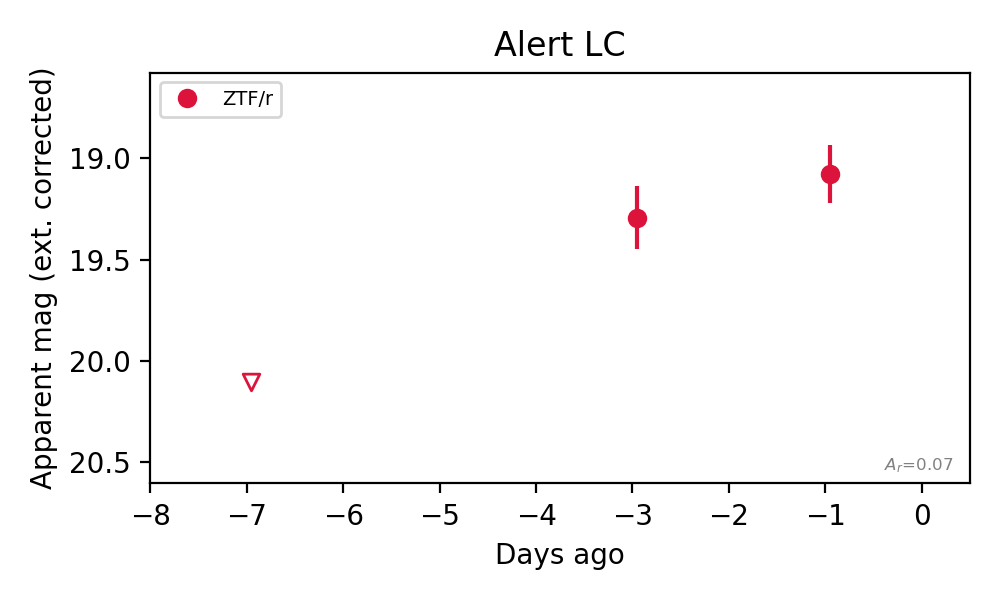 Alert LC
ZTF/r
Apparent mag (ext. corrected)
19.0
19.5
20.0
20.5
A_r=0.07
−8 −7 −6 −5 −4 −3 −2 −1 0
Days ago